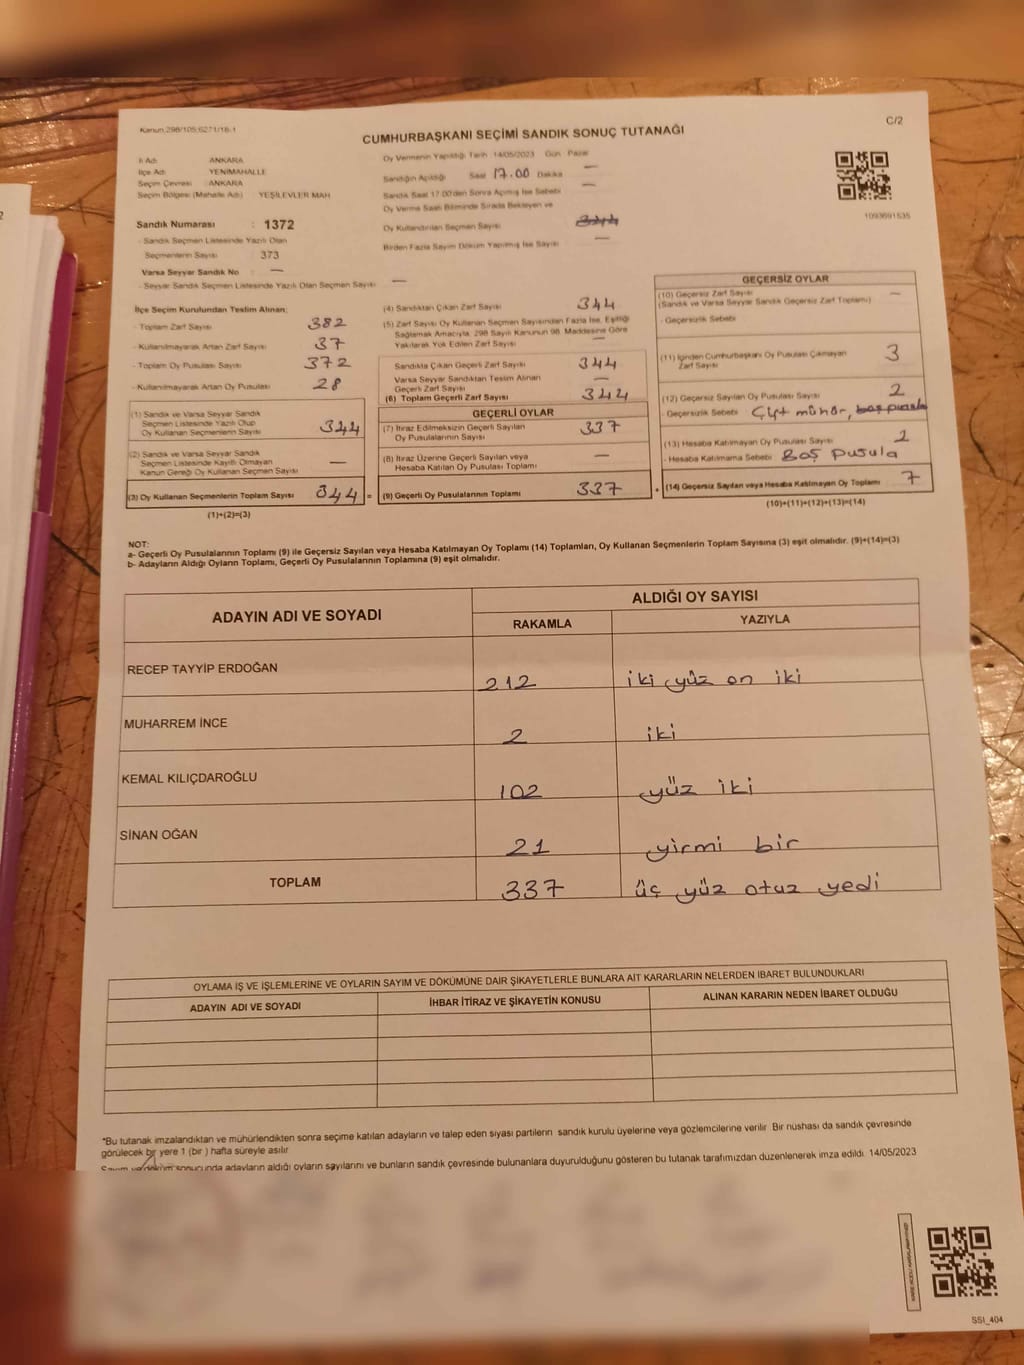 Kanun.298/105;6271/18-1
C/2
CUMHURBAŞKANI SEÇİMİ SANDIK SONUÇ TUTANAĞI
İl Adı: ANKARA
İlçe Adı: YENİMAHALLE
Seçim Çevresi: ANKARA
Seçim Bölgesi (Mahalle Adı) YEŞİLEVLER MAH
Sandık Numarası : 1372
- Sandık Seçmen Listesinde Yazılı Olan
Seçmenlerin Sayısı 373
Varsa Seyyar Sandık No : —
- Seyyar Sandık Seçmen Listesinde Yazılı Olan Seçmen Sayısı —
Oy Vermenin Yapıldığı Tarih 14/05/2023 Gün Pazar
Sandığın Açıldığı Saat 17.00 Dakika —
Sandık Saat 17.00'den Sonra Açılmış İse Sebebi —
Oy Verme Saati Bitiminde Sırada Bekleyen ve
Oy Kullandırılan Seçmen Sayısı 344
Birden Fazla Sayım Döküm Yapılmış İse Sayısı —
1093691535
İlçe Seçim Kurulundan Teslim Alınan;
- Toplam Zarf Sayısı 382
- Kullanılmayarak Artan Zarf Sayısı 37
- Toplam Oy Pusulası Sayısı 372
- Kullanılmayarak Artan Oy Pusulası 28
(1) Sandık ve Varsa Seyyar Sandık
Seçmen Listesinde Yazılı Olup
Oy Kullanan Seçmenlerin Sayısı 344
(2) Sandık ve Varsa Seyyar Sandık
Seçmen Listesinde Kayıtlı Olmayan
Kanun Gereği Oy Kullanan Seçmen Sayısı —
(3) Oy Kullanan Seçmenlerin Toplam Sayısı 344 =
(1)+(2)=(3)
(4) Sandıktan Çıkan Zarf Sayısı 344
(5) Zarf Sayısı Oy Kullanan Seçmen Sayısından Fazla İse, Eşitliği
Sağlamak Amacıyla, 298 Sayılı Kanunun 98. Maddesine Göre
Yakılarak Yok Edilen Zarf Sayısı —
Sandıkta Çıkan Geçerli Zarf Sayısı 344
Varsa Seyyar Sandıktan Teslim Alınan
Geçerli Zarf Sayısı —
(6) Toplam Geçerli Zarf Sayısı 344
GEÇERLİ OYLAR
(7) İtiraz Edilmeksizin Geçerli Sayılan
Oy Pusulalarının Sayısı 337
(8) İtiraz Üzerine Geçerli Sayılan veya
Hesaba Katılan Oy Pusulası Toplamı —
(9) Geçerli Oy Pusulalarının Toplamı 337 +
GEÇERSİZ OYLAR
(10) Geçersiz Zarf Sayısı —
(Sandık ve Varsa Seyyar Sandık Geçersiz Zarf Toplamı)
- Geçersizlik Sebebi
(11) İçinden Cumhurbaşkanı Oy Pusulası Çıkmayan
Zarf Sayısı 3
(12) Geçersiz Sayılan Oy Pusulası Sayısı 2
- Geçersizlik Sebebi Çift mühür,
(13) Hesaba Katılmayan Oy Pusulası Sayısı
- Hesaba Katılmama Sebebi Boş pusula
(14) Geçersiz Sayılan veya Hesaba Katılmayan Oy Toplamı 7
(10)+(11)+(12)+(13)=(14)
NOT:
a- Geçerli Oy Pusulalarının Toplamı (9) ile Geçersiz Sayılan veya Hesaba Katılmayan Oy Toplamı (14) Toplamları, Oy Kullanan Seçmenlerin Toplam Sayısına (3) eşit olmalıdır. (9)+(14)=(3)
b- Adayların Aldığı Oyların Toplamı, Geçerli Oy Pusulalarının Toplamına (9) eşit olmalıdır.
ADAYIN ADI VE SOYADI
ALDIĞI OY SAYISI
RAKAMLA YAZIYLA
RECEP TAYYİP ERDOĞAN 212 iki yüz on iki
MUHARREM İNCE 2 iki
KEMAL KILIÇDAROĞLU 102 yüz iki
SİNAN OĞAN 21 yirmi bir
TOPLAM 337 üç yüz otuz yedi
OYLAMA İŞ VE İŞLEMLERİNE VE OYLARIN SAYIM VE DÖKÜMÜNE DAİR ŞİKAYETLERLE BUNLARA AİT KARARLARIN NELERDEN İBARET BULUNDUKLARI
ADAYIN ADI VE SOYADI İHBAR İTİRAZ VE ŞİKAYETİN KONUSU ALINAN KARARIN NEDEN İBARET OLDUĞU
*Bu tutanak imzalandıktan ve mühürlendikten sonra seçime katılan adayların ve talep eden siyasi partilerin sandık kurulu üyelerine veya gözlemcilerine verilir. Bir nüshası da sandık çevresinde
görülecek bir yere 1 (bir ) hafta süreyle asılır.
Sayım ve döküm sonucunda adayların aldığı oyların sayılarını ve bunların sandık çevresinde bulunanlara duyurulduğunu gösteren bu tutanak tarafımızdan düzenlenerek imza edildi. 14/05/2023
SSI_404